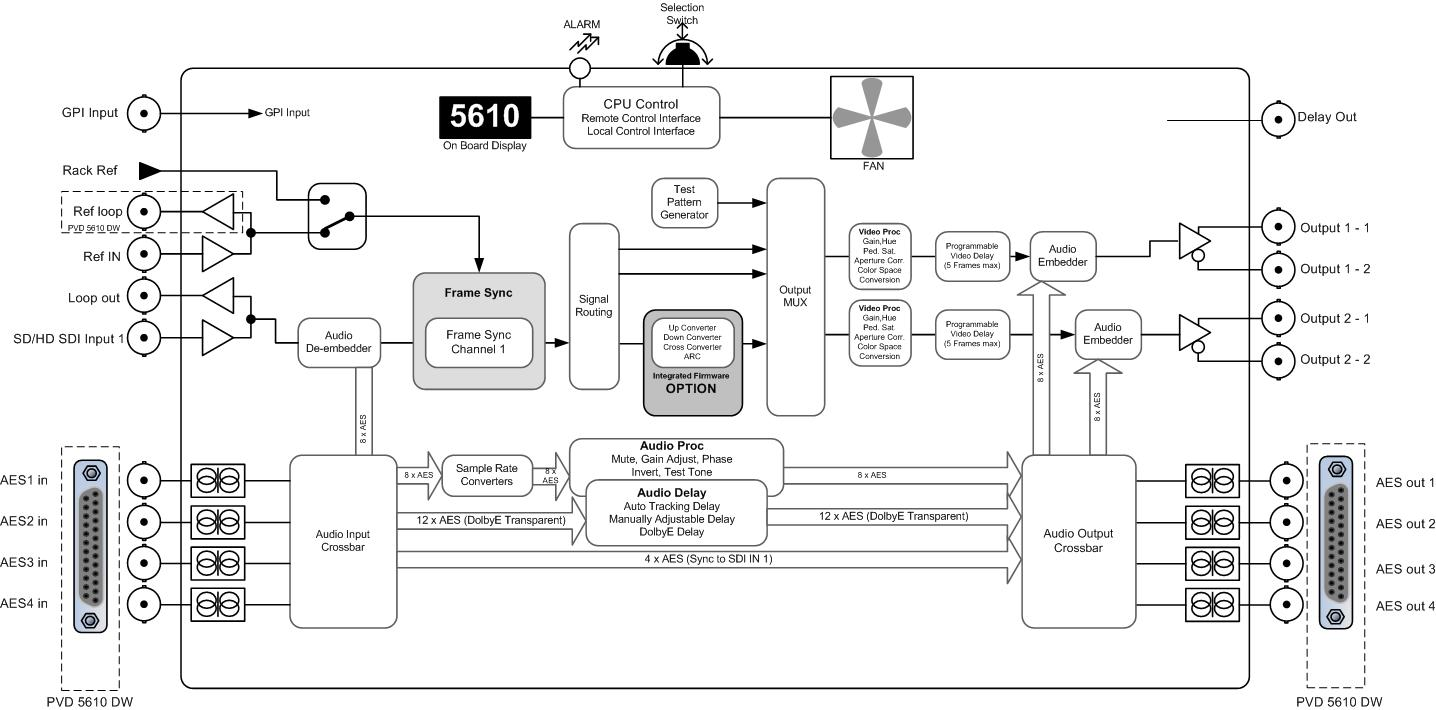 Selection
Switch
ALARM
GPI Input
GPI Input
5610
On Board Display
CPU Control
Remote Control Interface
Local Control Interface
FAN
Delay Out
Rack Ref
Ref loop
PVD 5610 DW
Ref IN
Loop out
SD/HD SDI Input 1
Audio
De-embedder
Frame Sync
Frame Sync
Channel 1
Signal
Routing
Test
Pattern
Generator
Up Converter
Down Converter
Cross Converter
ARC
Integrated Firmware
OPTION
Output
MUX
Video Proc
Gain,Hue
Ped. Sat.
Aperture Corr.
Color Space
Conversion
Programmable
Video Delay
(5 Frames max)
Audio
Embedder
Video Proc
Gain,Hue
Ped. Sat.
Aperture Corr.
Color Space
Conversion
Programmable
Video Delay
(5 Frames max)
Audio
Embedder
Output 1 - 1
Output 1 - 2
Output 2 - 1
Output 2 - 2
8 x AES
8 x AES
8 x AES
AES1 in
AES2 in
AES3 in
AES4 in
PVD 5610 DW
Audio Input
Crossbar
8 x AES
Sample Rate
Converters
8 x
AES
Audio Proc
Mute, Gain Adjust, Phase
Invert, Test Tone
8 x AES
12 x AES (DolbyE Transparent)
Audio Delay
Auto Tracking Delay
Manually Adjustable Delay
DolbyE Delay
12 x AES (DolbyE Transparent)
4 x AES (Sync to SDI IN 1)
Audio Output
Crossbar
AES out 1
AES out 2
AES out 3
AES out 4
PVD 5610 DW